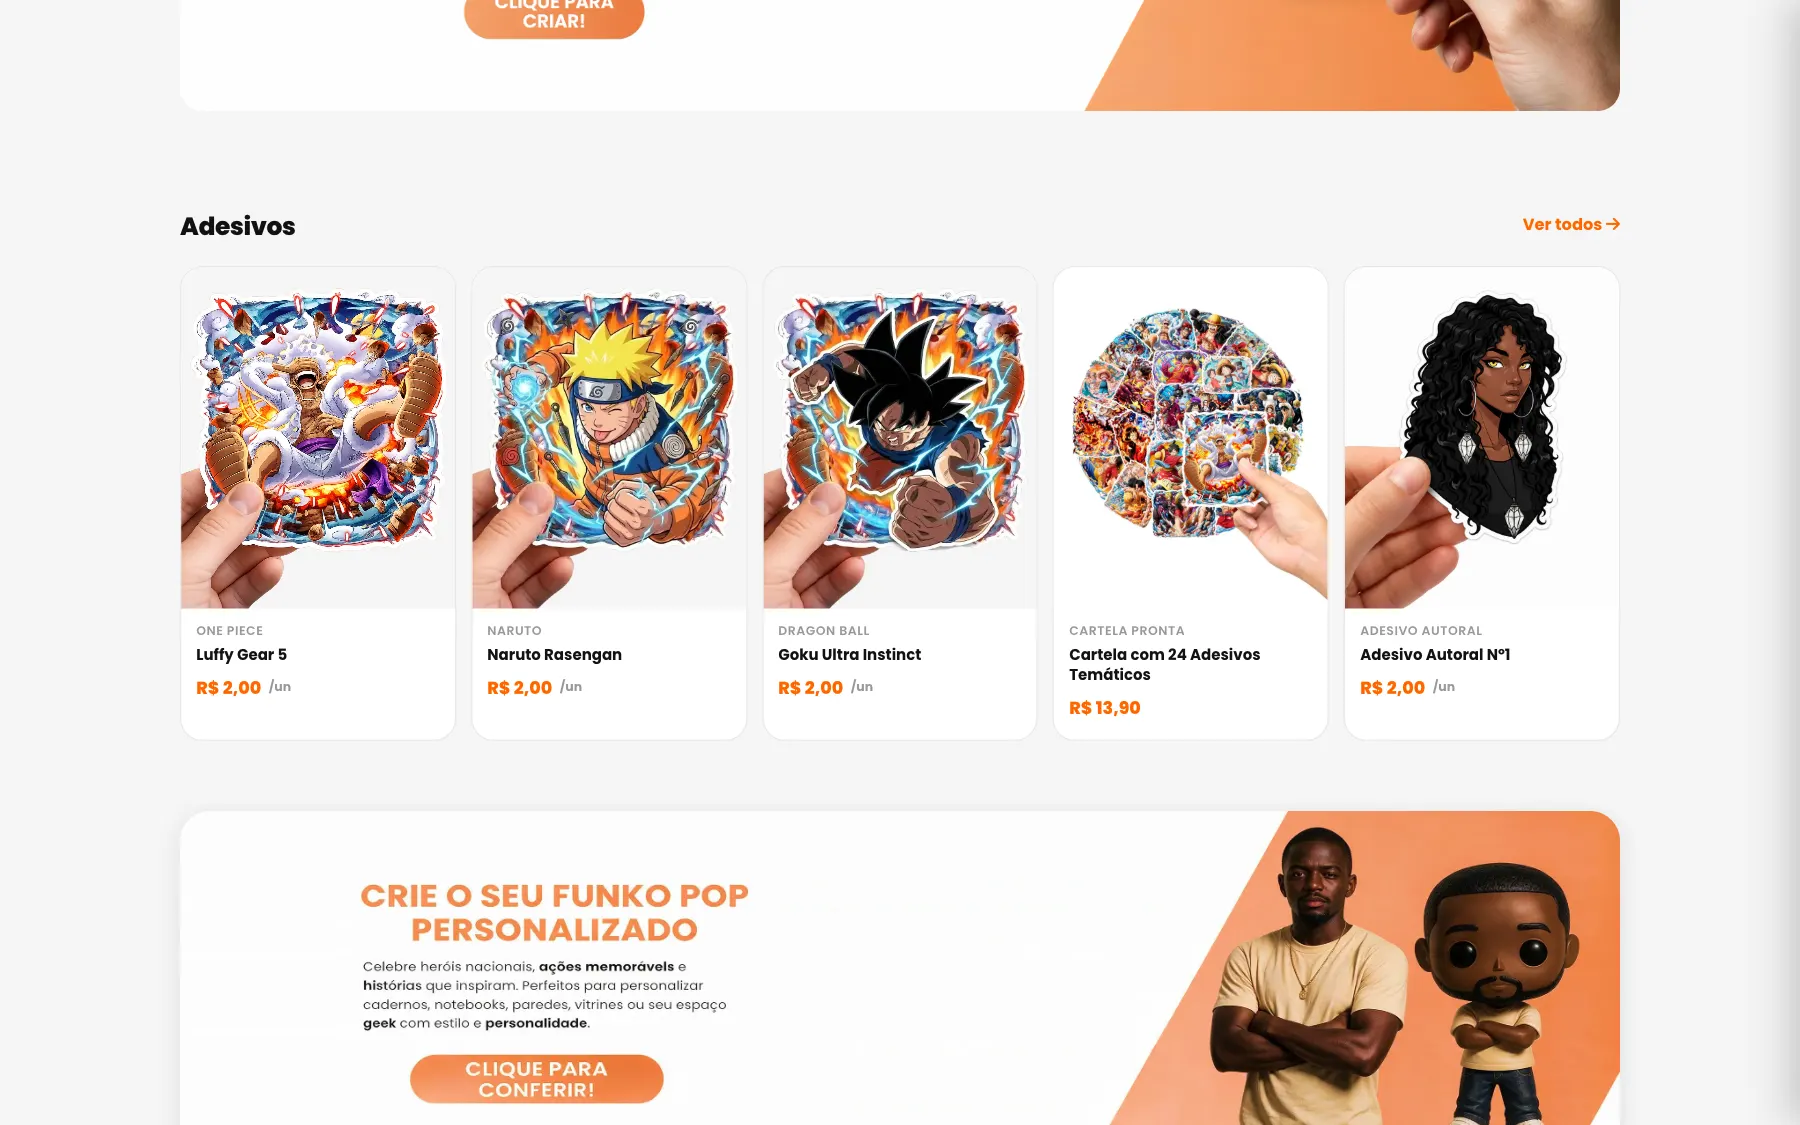 CLIQUE PARA
CRIAR!
Adesivos
Ver todos →
ONE PIECE
Luffy Gear 5
R$ 2,00 /un
NARUTO
Naruto Rasengan
R$ 2,00 /un
DRAGON BALL
Goku Ultra Instinct
R$ 2,00 /un
CARTELA PRONTA
Cartela com 24 Adesivos
Temáticos
R$ 13,90
ADESIVO AUTORAL
Adesivo Autoral Nº1
R$ 2,00 /un
CRIE O SEU FUNKO POP
PERSONALIZADO
Celebre heróis nacionais, ações memoráveis e
histórias que inspiram. Perfeitos para personalizar
cadernos, notebooks, paredes, vitrines ou seu espaço
geek com estilo e personalidade.
CLIQUE PARA
CONFERIR!